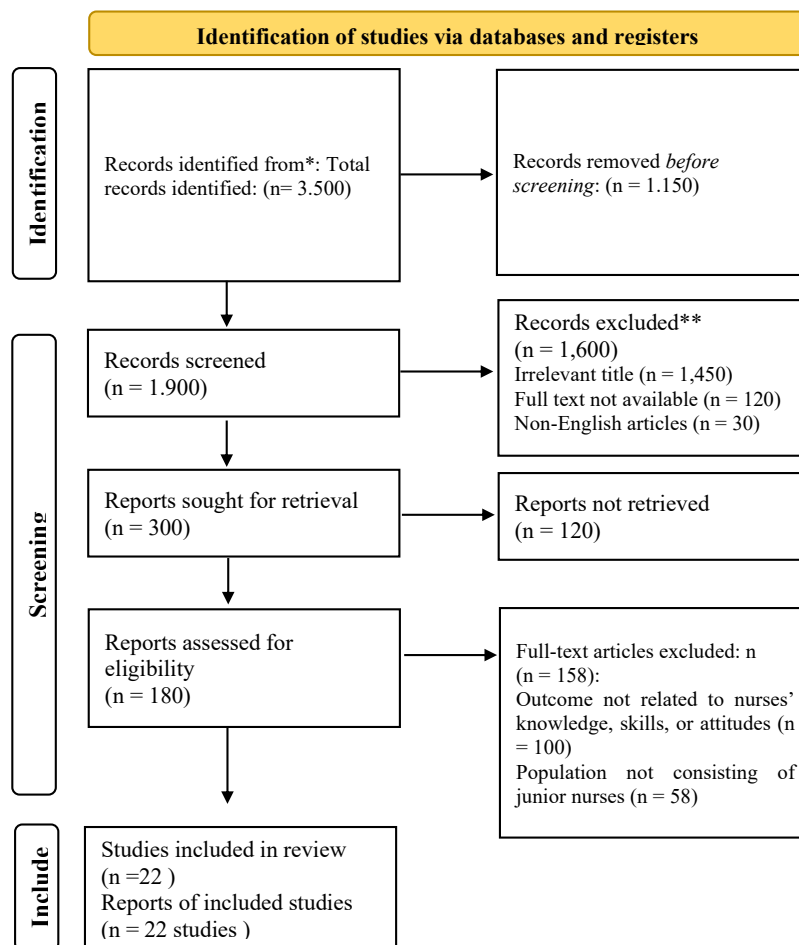 Identification of studies via databases and registers
Identification
Records identified from*: Total
records identified: (n= 3.500)
Records removed before
screening: (n = 1.150)
Screening
Records screened
(n = 1.900)
Records excluded**
(n = 1,600)
Irrelevant title (n = 1,450)
Full text not available (n = 120)
Non-English articles (n = 30)
Reports sought for retrieval
(n = 300)
Reports not retrieved
(n = 120)
Reports assessed for
eligibility
(n = 180)
Full-text articles excluded: n
(n = 158):
Outcome not related to nurses’
knowledge, skills, or attitudes (n
= 100)
Population not consisting of
junior nurses (n = 58)
Include
Studies included in review
(n =22 )
Reports of included studies
(n = 22 studies )